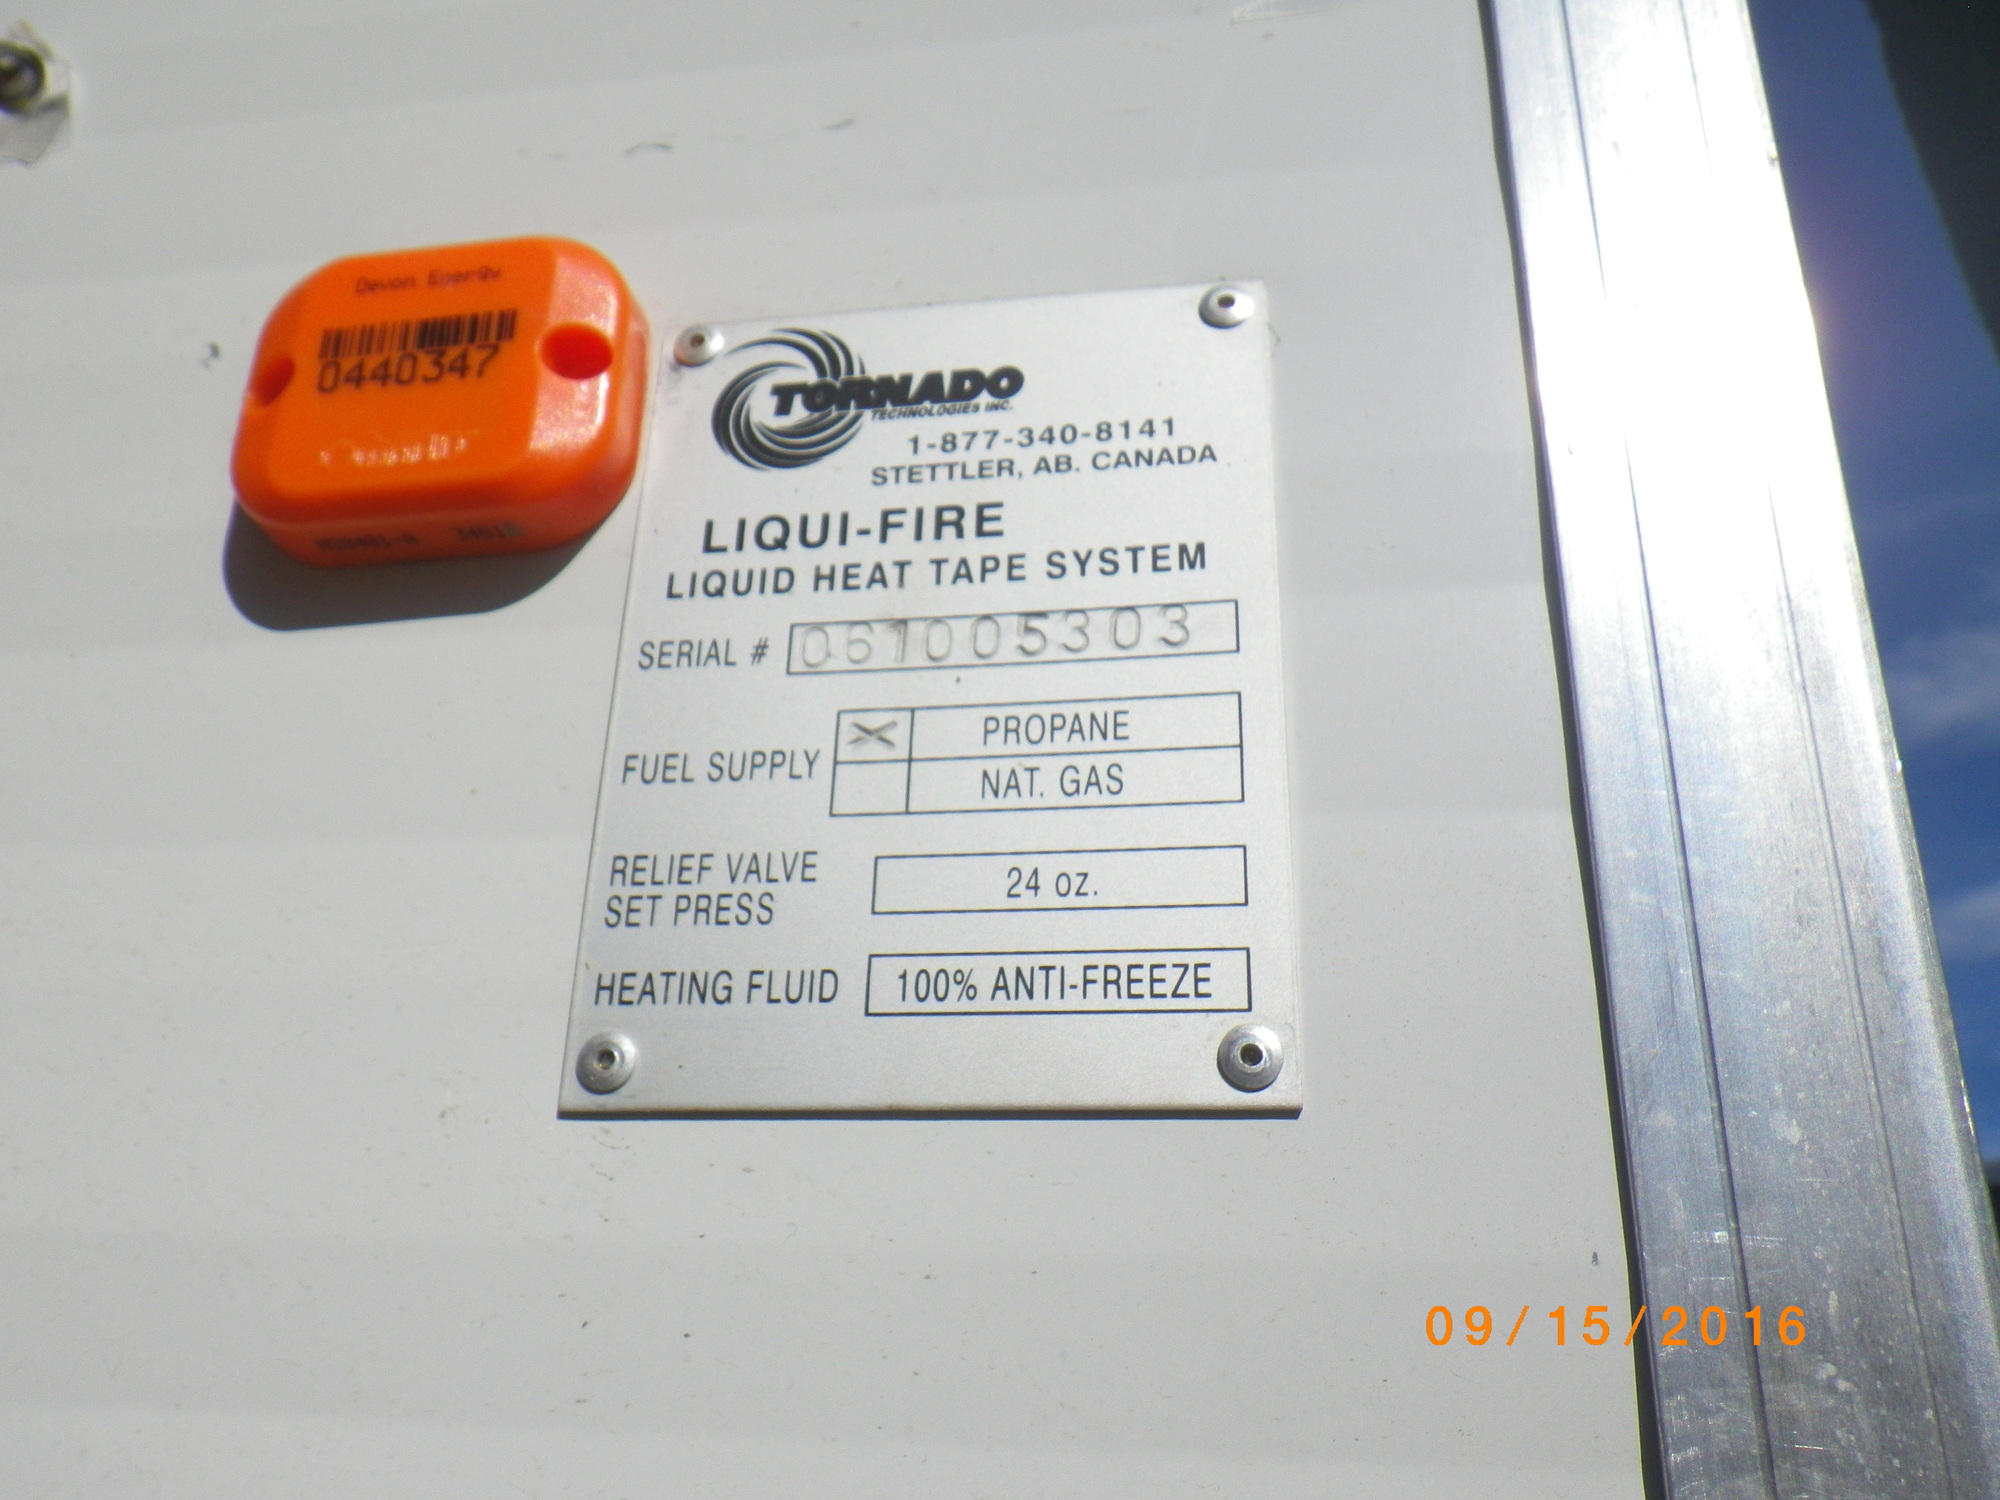 Devon Energy
0440347
TORNADO
TECHNOLOGIES INC.
1-877-340-8141
STETTLER, AB. CANADA
LIQUI-FIRE
LIQUID HEAT TAPE SYSTEM
SERIAL # 061005303
FUEL SUPPLY
X PROPANE
NAT. GAS
RELIEF VALVE
SET PRESS
24 oz.
HEATING FLUID 100% ANTI-FREEZE
09/15/2016